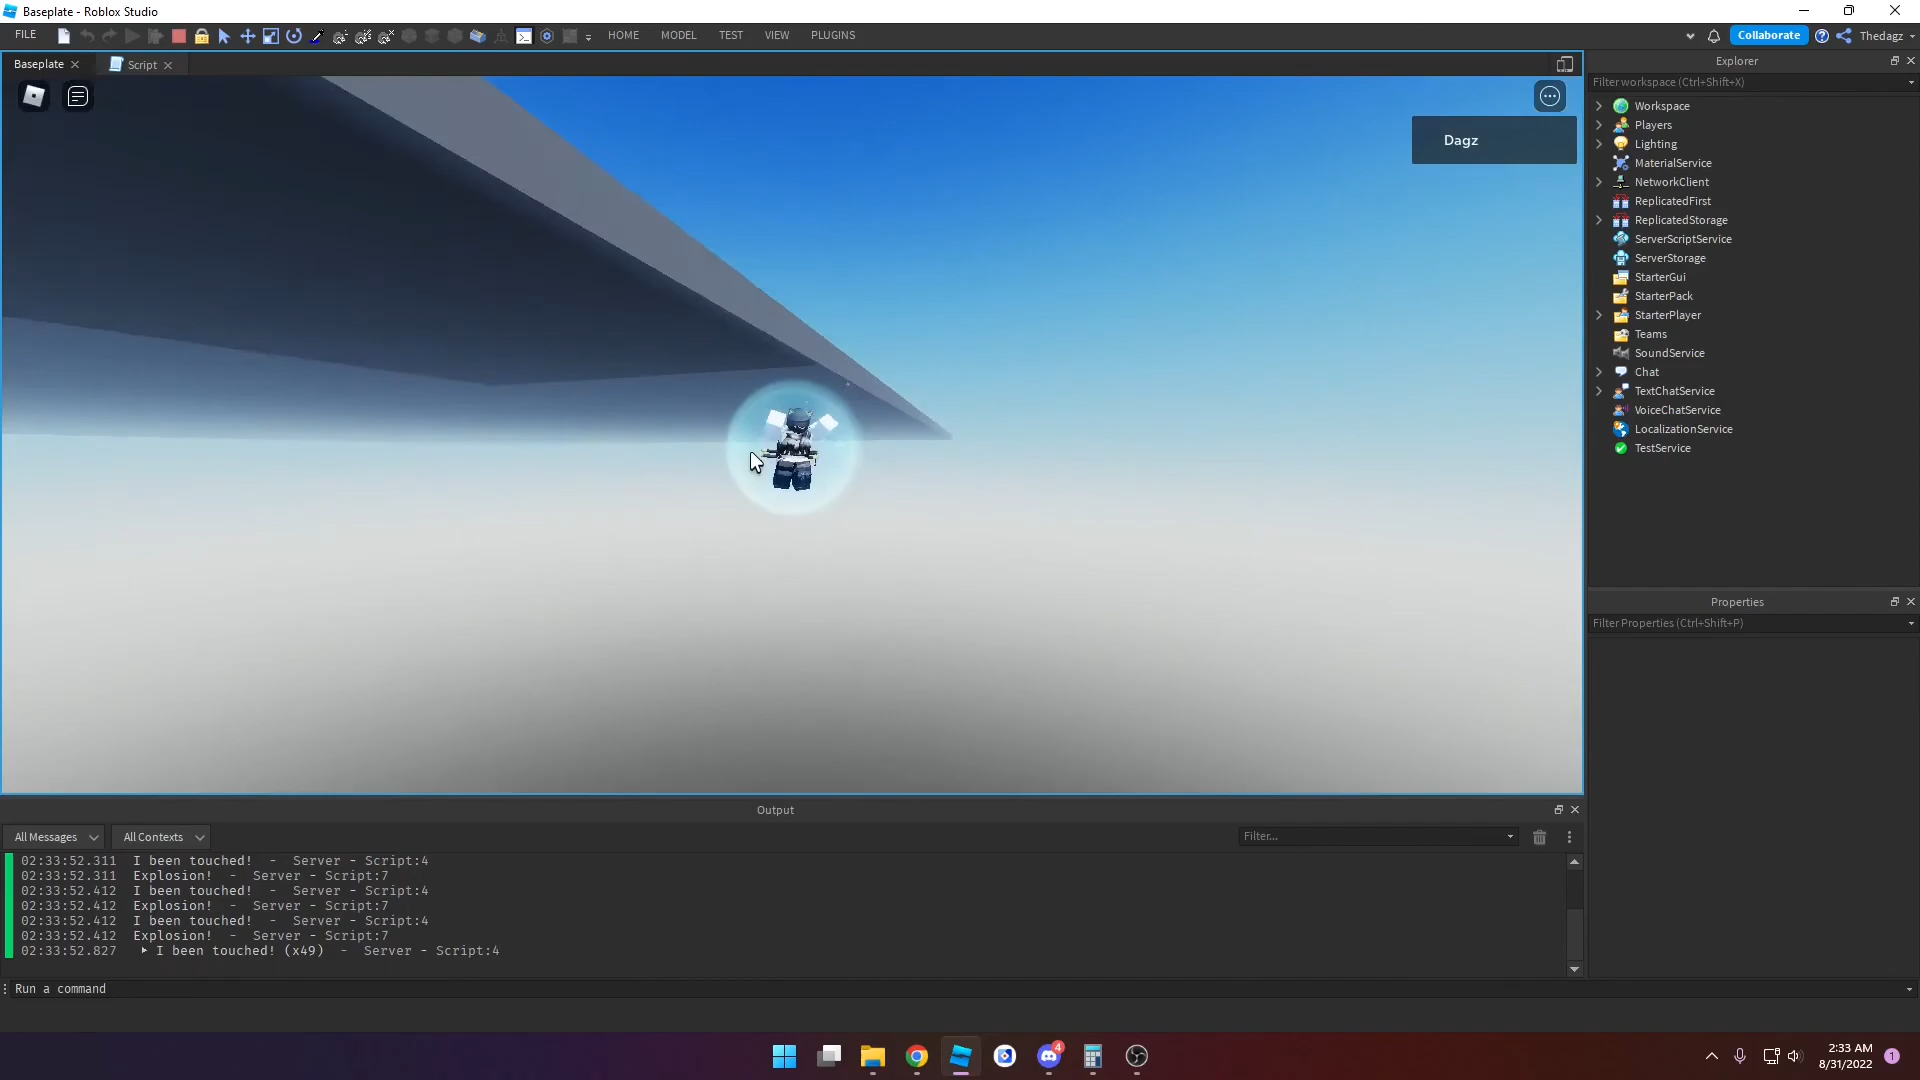 Baseplate - Roblox Studio
FILE
HOME
MODEL
TEST
VIEW
PLUGINS
Collaborate
Thedagz
Baseplate
Script
Dagz
Explorer
Filter workspace (Ctrl+Shift+X)
Workspace
Players
Lighting
MaterialService
NetworkClient
ReplicatedFirst
ReplicatedStorage
ServerScriptService
ServerStorage
StarterGui
StarterPack
StarterPlayer
Teams
SoundService
Chat
TextChatService
VoiceChatService
LocalizationService
TestService
Properties
Filter Properties (Ctrl+Shift+P)
Output
All Messages
All Contexts
Filter...
02:33:52.311 I been touched! - Server - Script:4
02:33:52.311 Explosion! - Server - Script:7
02:33:52.412 I been touched! - Server - Script:4
02:33:52.412 Explosion! - Server - Script:7
02:33:52.412 I been touched! - Server - Script:4
02:33:52.412 Explosion! - Server - Script:7
02:33:52.827 I been touched! (x49) - Server - Script:4
Run a command
4
2:33 AM
8/31/2022
1